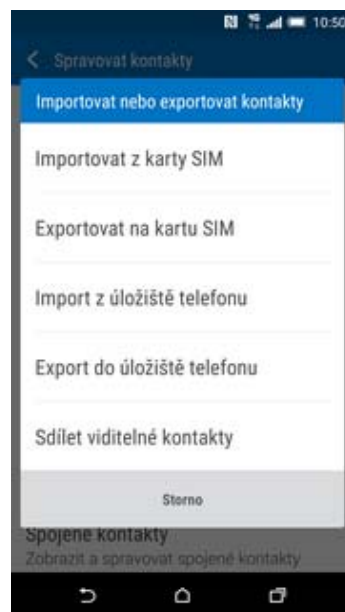 10:50
Spravovat kontakty
Importovat nebo exportovat kontakty
Importovat z karty SIM
Exportovat na kartu SIM
Import z úložiště telefonu
Export do úložiště telefonu
Sdílet viditelné kontakty
Storno
Spojené kontakty
Zobrazit a spravovat spojené kontakty